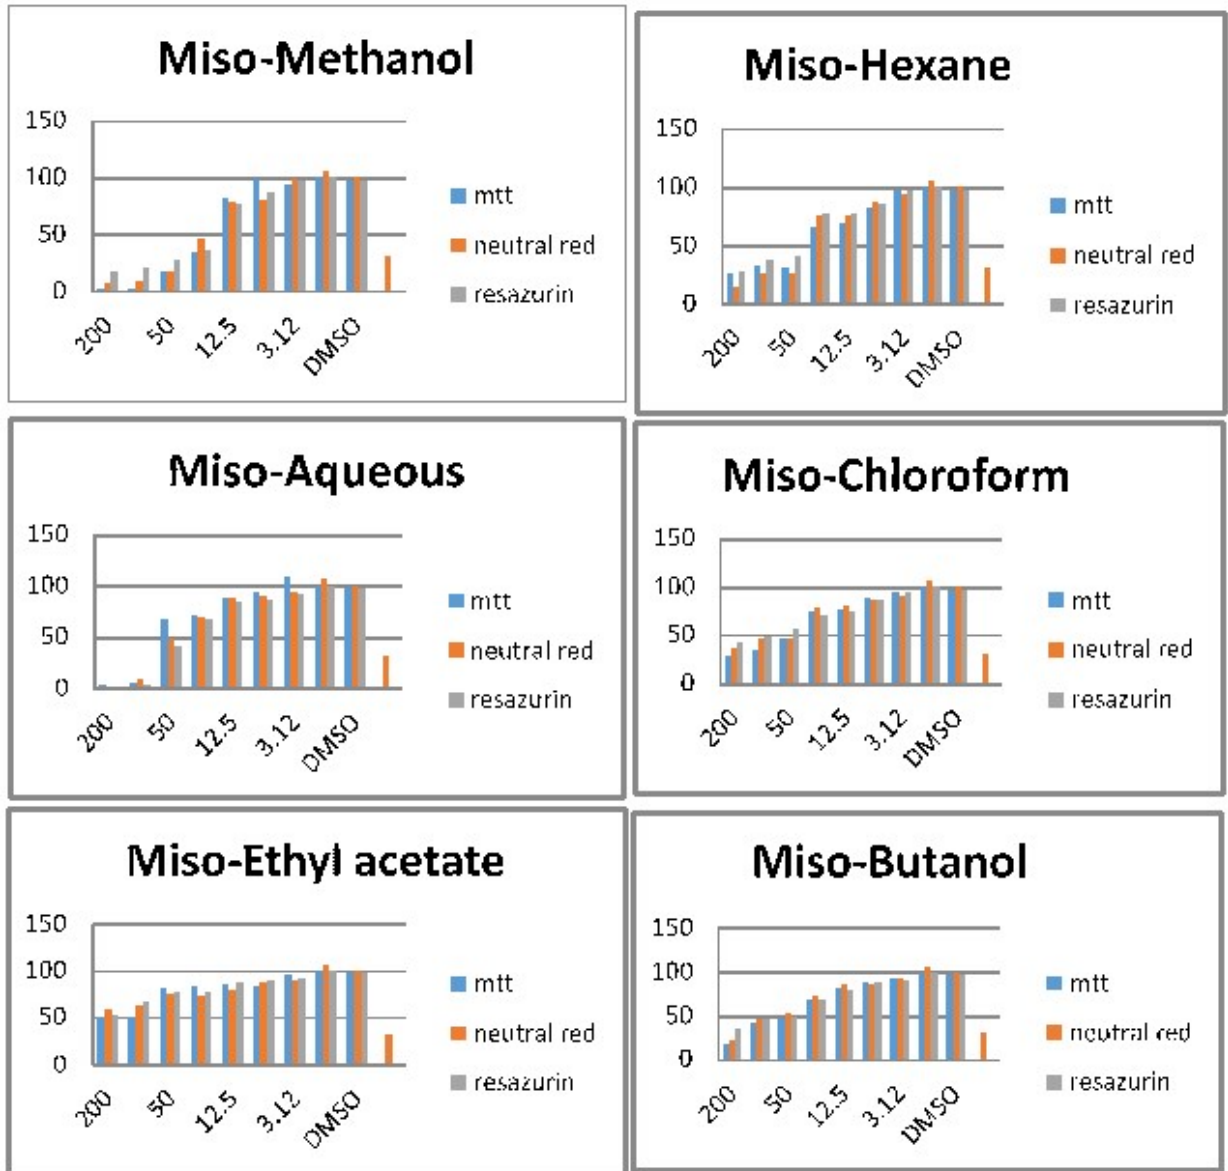 Miso-Methanol
150
100
50
0
200
50
12.5
3.12
DMSO
mtt
neutral red
resazurin
Miso-Hexane
150
100
50
0
200
50
12.5
3.12
DMSO
mtt
neutral red
resazurin
Miso-Aqueous
150
100
50
0
200
50
12.5
3.12
DMSO
mtt
neutral red
resazurin
Miso-Chloroform
150
100
50
0
200
50
12.5
3.12
DMSO
mtt
neutral red
resazurin
Miso-Ethyl acetate
150
100
50
0
200
50
12.5
3.12
DMSO
mtt
neutral red
resazurin
Miso-Butanol
150
100
50
0
200
50
12.5
3.12
DMSO
mtt
neutral red
resazurin